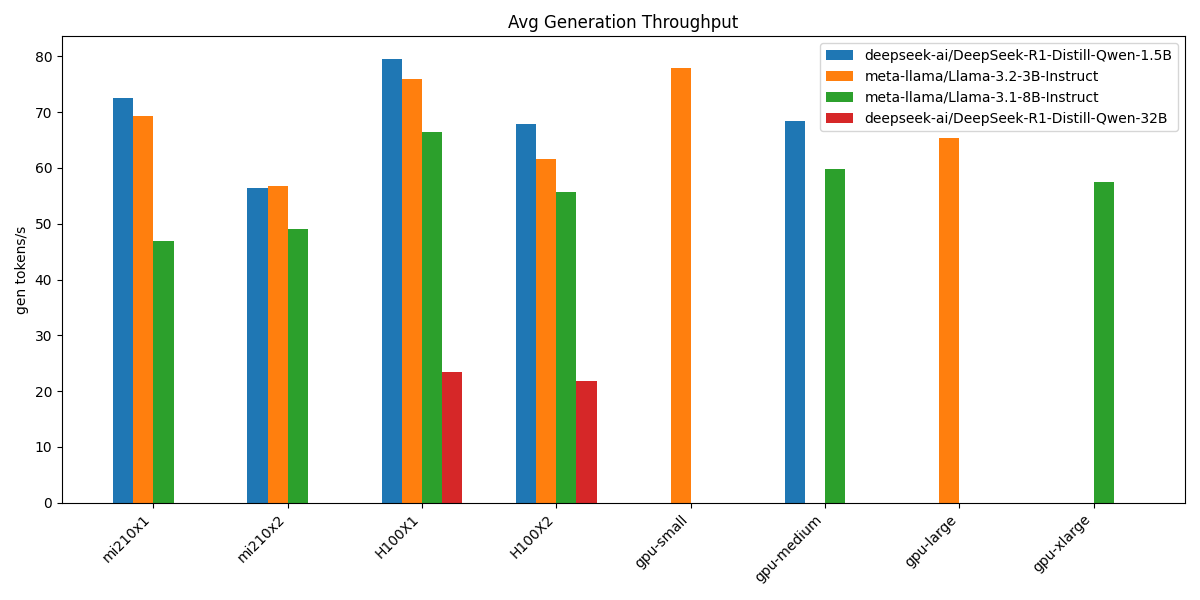 Avg Generation Throughput
deepseek-ai/DeepSeek-R1-Distill-Qwen-1.5B
meta-llama/Llama-3.2-3B-Instruct
meta-llama/Llama-3.1-8B-Instruct
deepseek-ai/DeepSeek-R1-Distill-Qwen-32B
gen tokens/s
80
70
60
50
40
30
20
10
0
mi210x1
mi210x2
H100X1
H100X2
gpu-small
gpu-medium
gpu-large
gpu-xlarge